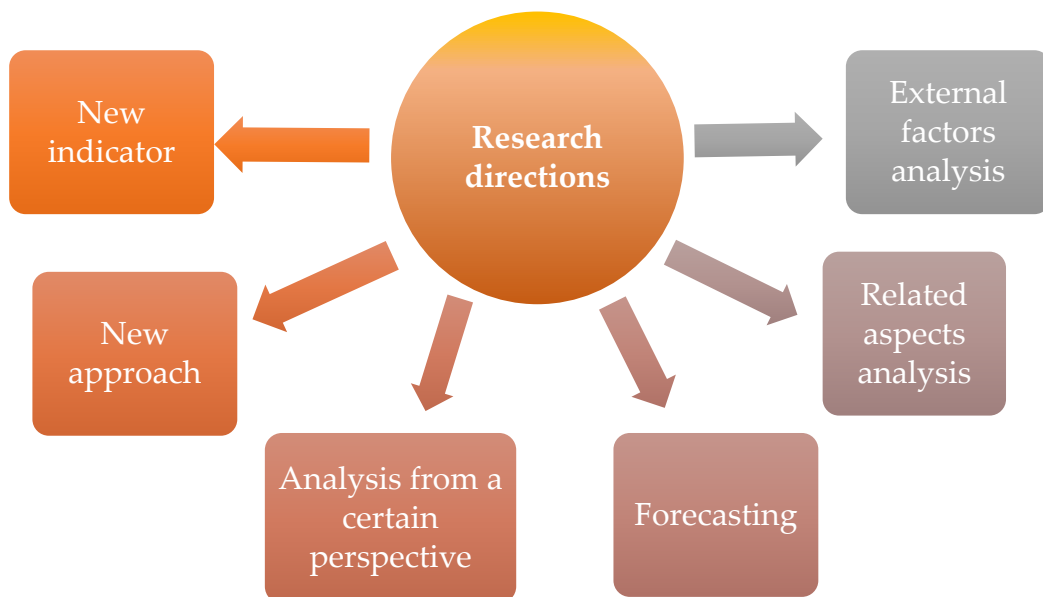 Research
directions
New
indicator
New
approach
Analysis from a
certain
perspective
Forecasting
Related
aspects
analysis
External
factors
analysis